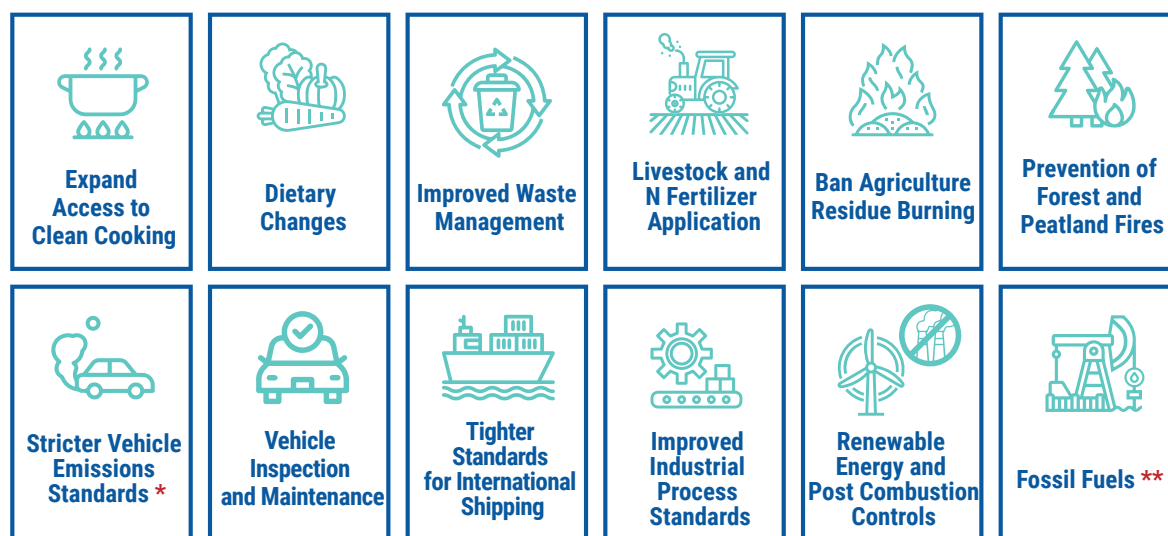 Expand
Access to
Clean Cooking
Dietary
Changes
Improved Waste
Management
Livestock and
N Fertilizer
Application
Ban Agriculture
Residue Burning
Prevention of
Forest and
Peatland Fires
Stricter Vehicle
Emissions
Standards *
Vehicle
Inspection
and Maintenance
Tighter
Standards
for International
Shipping
Improved
Industrial
Process
Standards
Renewable
Energy and
Post Combustion
Controls
Fossil Fuels **